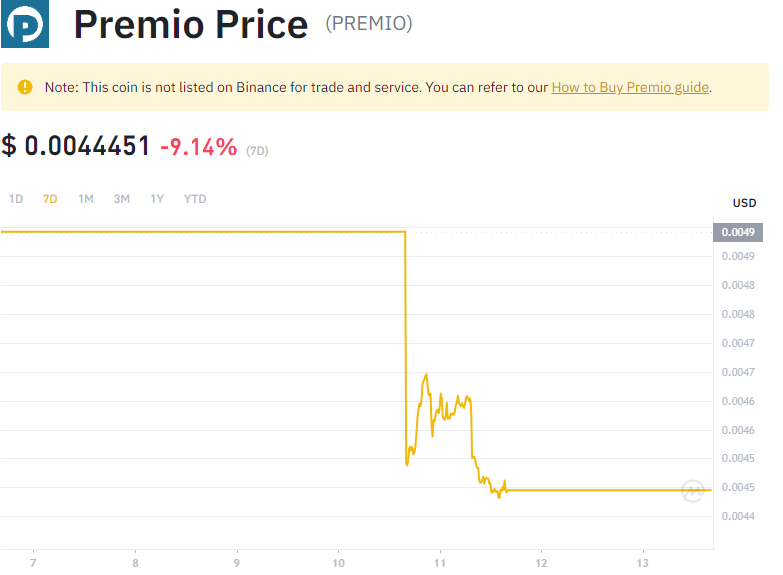 Premio Price (PREMIO)
Note: This coin is not listed on Binance for trade and service. You can refer to our How to Buy Premio guide.
$ 0.0044451 -9.14% (7D)
1D 7D 1M 3M 1Y YTD
USD
0.0049
0.0049
0.0048
0.0048
0.0047
0.0047
0.0046
0.0046
0.0045
0.0045
0.0044
7 8 9 10 11 12 13